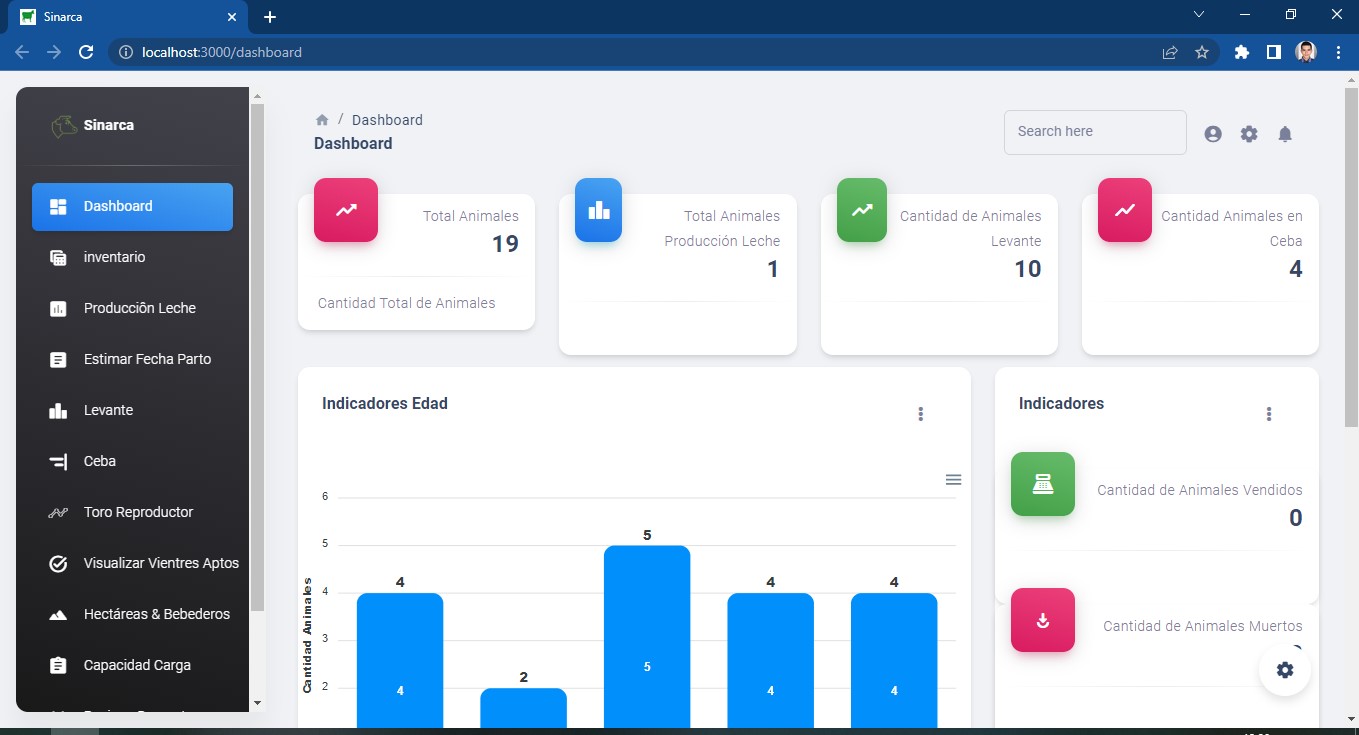 Sinarca
localhost:3000/dashboard
Sinarca
Dashboard
inventario
Producciôn Leche
Estimar Fecha Parto
Levante
Ceba
Toro Reproductor
Visualizar Vientres Aptos
Hectáreas & Bebederos
Capacidad Carga
/ Dashboard
Dashboard
Search here
Total Animales
19
Cantidad Total de Animales
Total Animales
Producción Leche
1
Cantidad de Animales
Levante
10
Cantidad Animales en
Ceba
4
Indicadores Edad
Cantidad Animales
6
5
4
3
2
4
2
5
4
4
4
5
4
4
Indicadores
Cantidad de Animales Vendidos
0
Cantidad de Animales Muertos